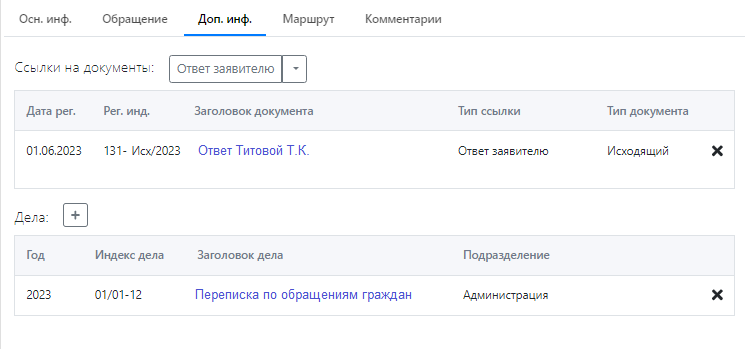 Осн. инф. Обращение Доп. инф. Маршрут Комментарии
Ссылки на документы: Ответ заявителю
Дата рег. Рег. инд. Заголовок документа Тип ссылки Тип документа
01.06.2023 131- Исх/2023 Ответ Титовой Т.К. Ответ заявителю Исходящий
Дела: +
Год Индекс дела Заголовок дела Подразделение
2023 01/01-12 Переписка по обращениям граждан Администрация